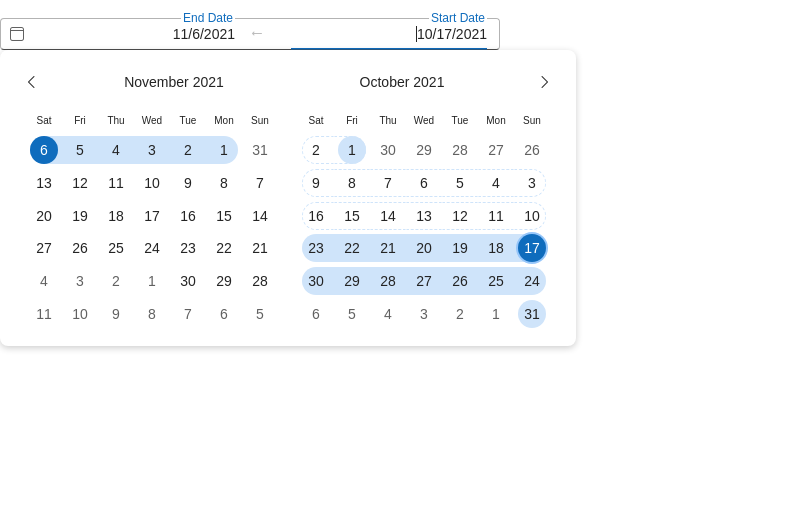 End Date Start Date
11/6/2021 ← 10/17/2021
November 2021 October 2021
Sat Fri Thu Wed Tue Mon Sun Sat Fri Thu Wed Tue Mon Sun
6 5 4 3 2 1 31 2 1 30 29 28 27 26
13 12 11 10 9 8 7 9 8 7 6 5 4 3
20 19 18 17 16 15 14 16 15 14 13 12 11 10
27 26 25 24 23 22 21 23 22 21 20 19 18 17
4 3 2 1 30 29 28 30 29 28 27 26 25 24
11 10 9 8 7 6 5 6 5 4 3 2 1 31